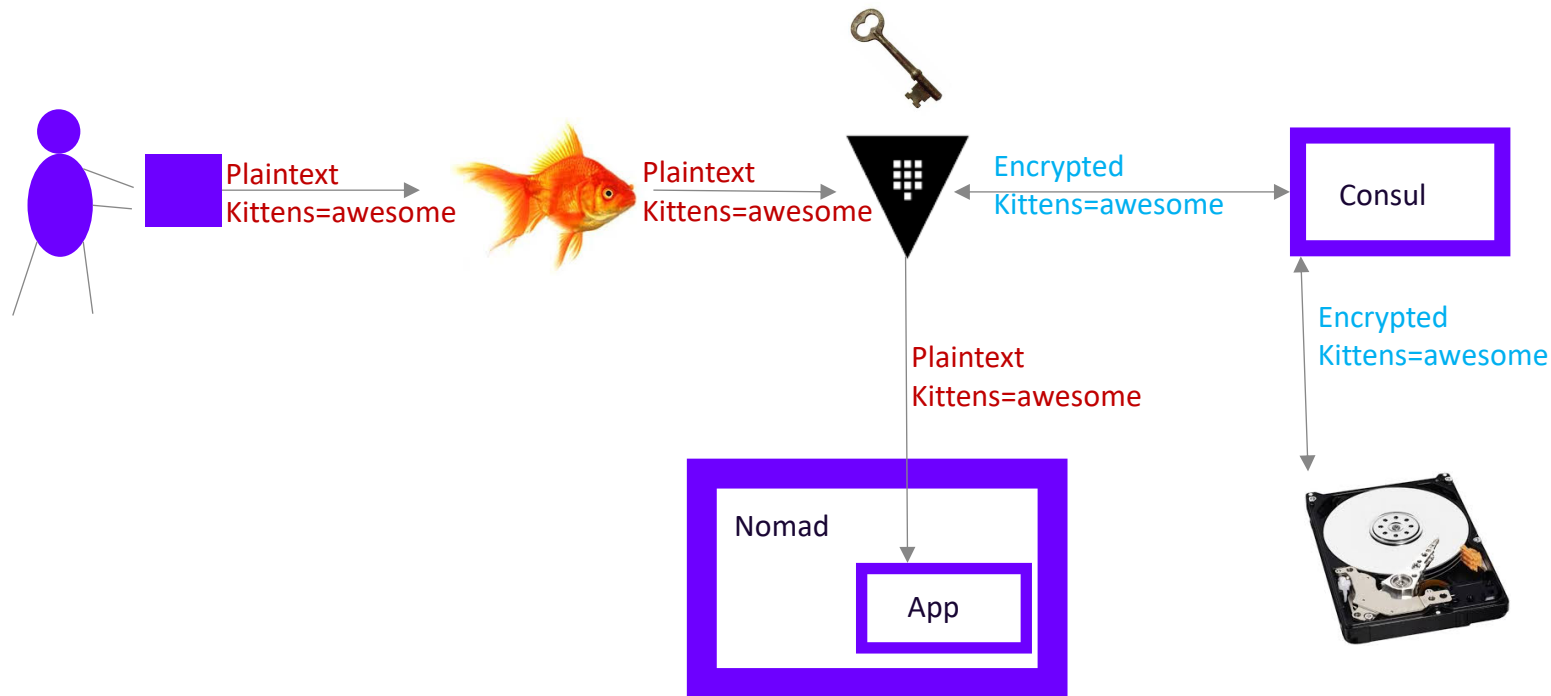 Plaintext
Kittens=awesome
Plaintext
Kittens=awesome
Encrypted
Kittens=awesome
Consul
Encrypted
Kittens=awesome
Plaintext
Kittens=awesome
Nomad
App